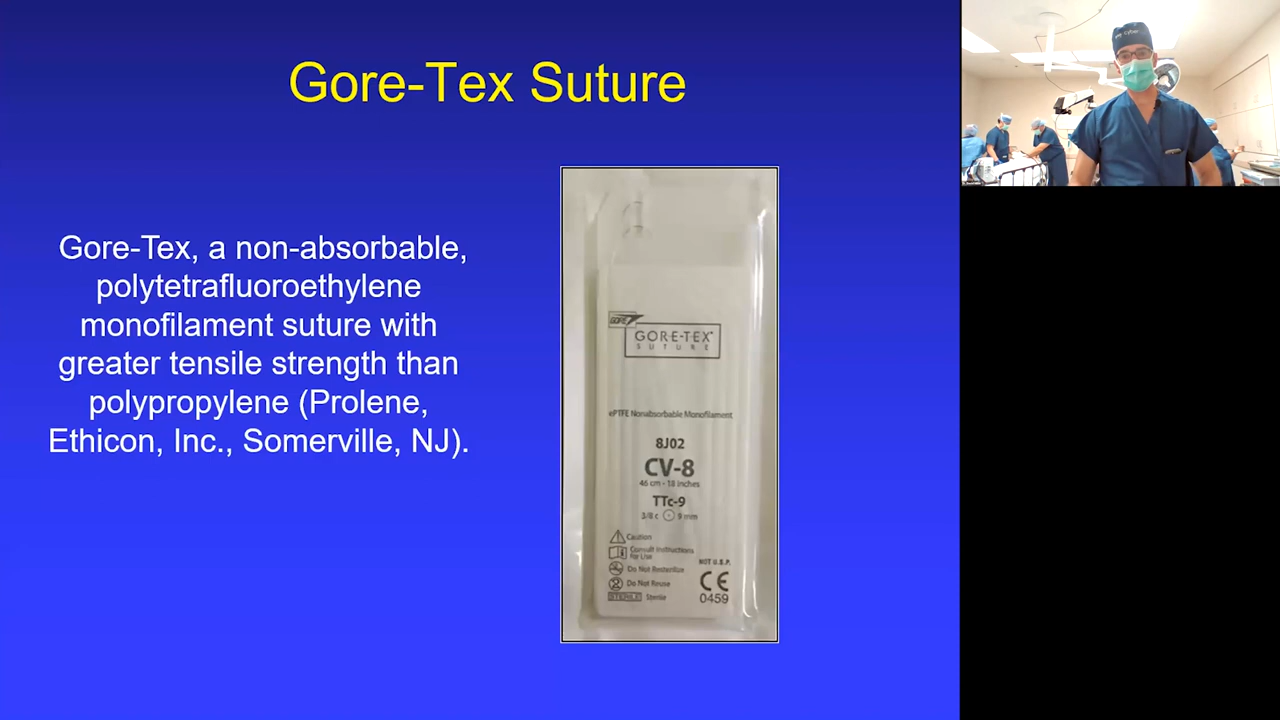 Gore-Tex Suture
Gore-Tex, a non-absorbable,
polytetrafluoroethylene
monofilament suture with
greater tensile strength than
polypropylene (Prolene,
Ethicon, Inc., Somerville, NJ).
GORE
GORE-TEX®
SUTURE
ePTFE Nonabsorbable Monofilament
8J02
CV-8
46 cm - 18 inches
TTc-9
3/8 c 9 mm
Caution
Consult Instructions
For Use
Do Not Resterilize
Do Not Reuse
STERILE Sterile
NOT U.S.P.
CE
0459